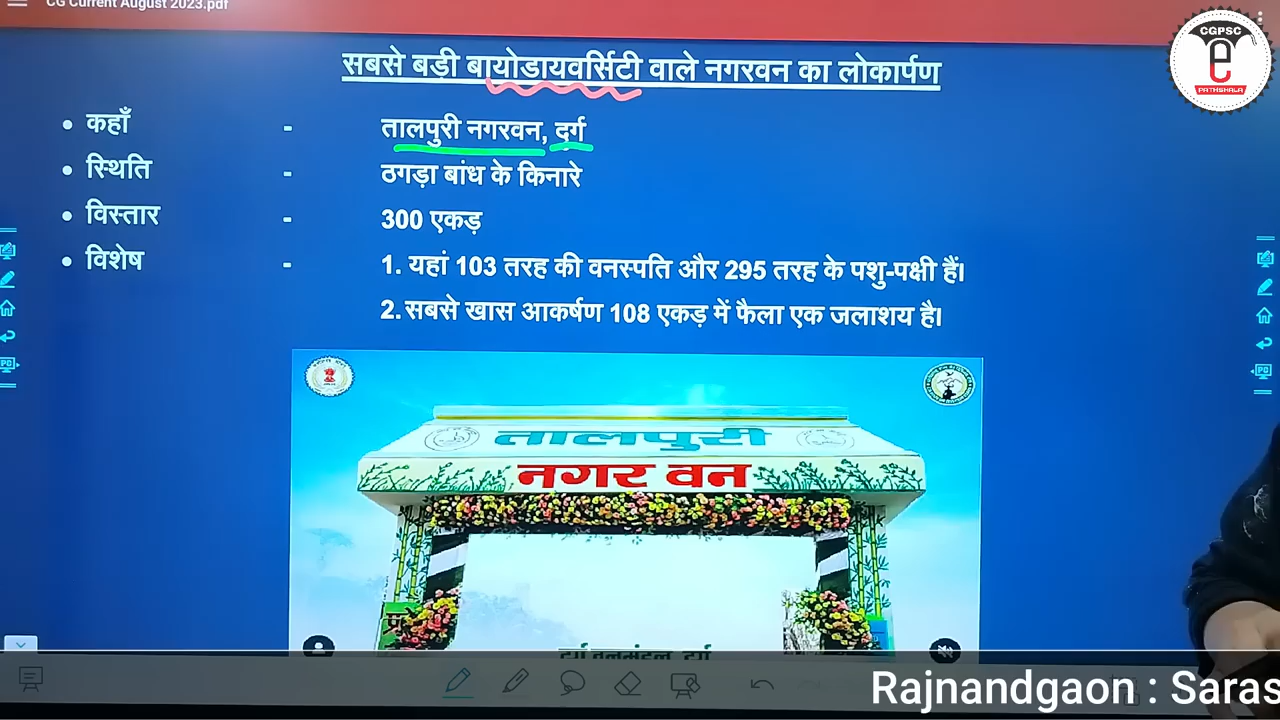 CG Current August 2023.pdf
CGPSC
e
PATHSHALA
सबसे बड़ी बायोडायवर्सिटी वाले नगरवन का लोकार्पण
• कहाँ - तालपुरी नगरवन, दुर्ग
• स्थिति - ठगड़ा बांध के किनारे
• विस्तार - 300 एकड़
• विशेष - 1. यहां 103 तरह की वनस्पति और 295 तरह के पशु-पक्षी हैं।
2. सबसे खास आकर्षण 108 एकड़ में फैला एक जलाशय है।
तालपुरी
नगर वन
Rajnandgaon : Saras